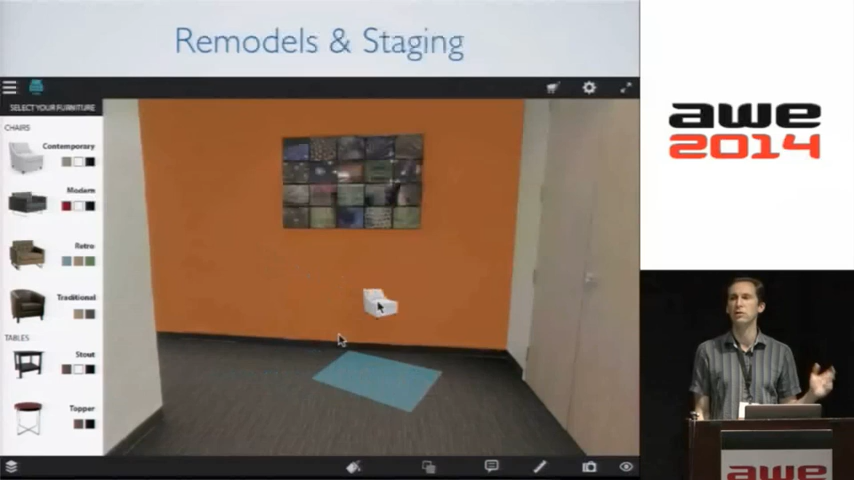 Remodels & Staging
SELECT YOUR FURNITURE
CHAIRS
Contemporary
Modern
Retro
Traditional
TABLES
Stout
Topper
awe
2014
awe